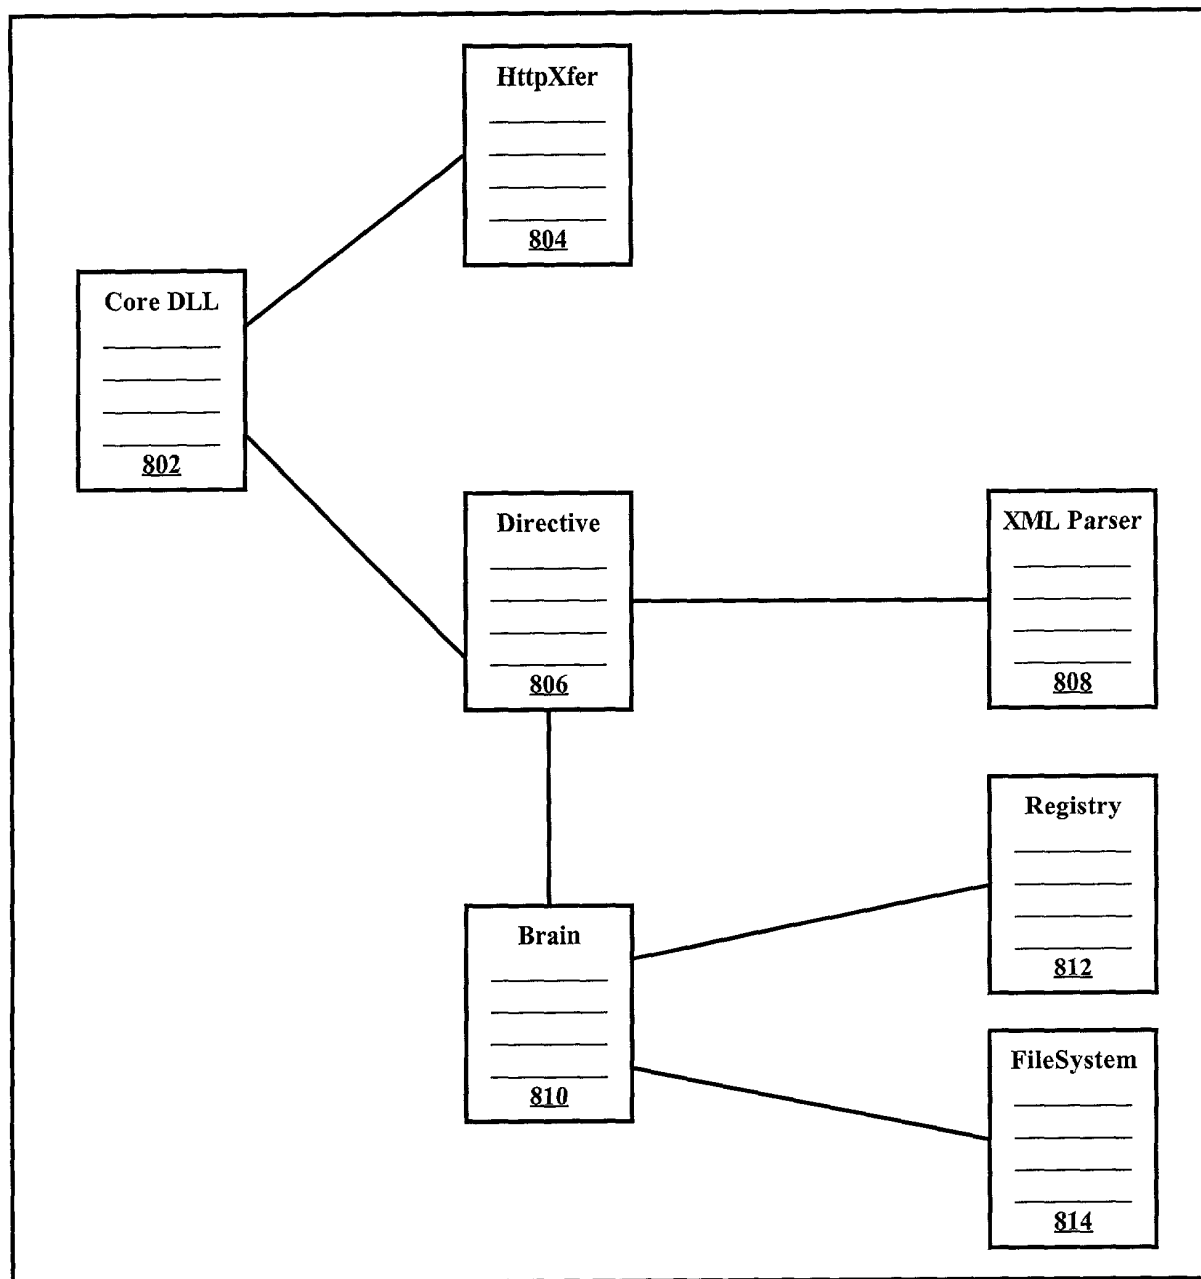 HttpXfer
804
Core DLL
802
Directive
806
XML Parser
808
Registry
812
Brain
810
FileSystem
814